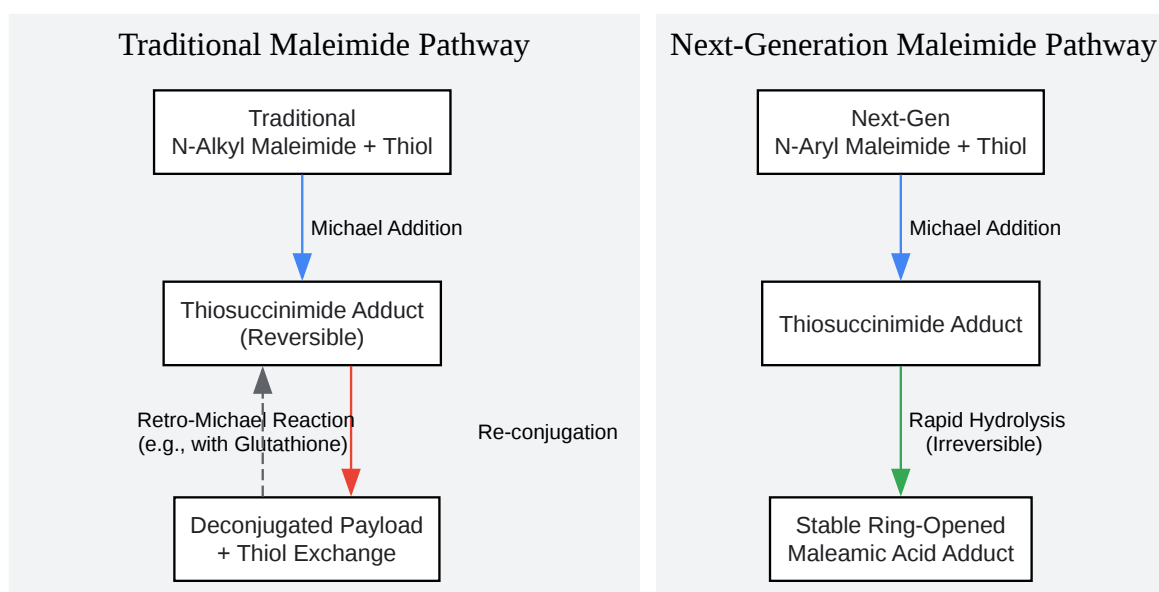 Traditional Maleimide Pathway
Traditional
N-Alkyl Maleimide + Thiol
Michael Addition
Thiosuccinimide Adduct
(Reversible)
Retro-Michael Reaction
(e.g., with Glutathione)
Re-conjugation
Deconjugated Payload
+ Thiol Exchange
Next-Generation Maleimide Pathway
Next-Gen
N-Aryl Maleimide + Thiol
Michael Addition
Thiosuccinimide Adduct
Rapid Hydrolysis
(Irreversible)
Stable Ring-Opened
Maleamic Acid Adduct